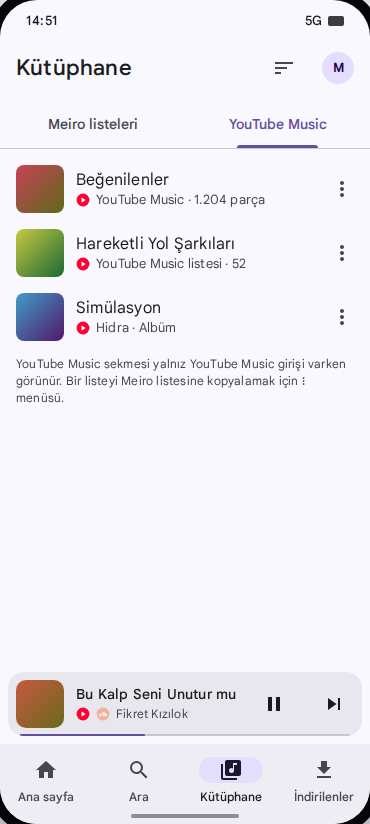 14:51
5G
Kütüphane
M
Meiro listeleri
YouTube Music
Beğenilenler
YouTube Music · 1.204 parça
Hareketli Yol Şarkıları
YouTube Music listesi · 52
Simülasyon
Hidra · Albüm
YouTube Music sekmesi yalnız YouTube Music girişi varken
görünür. Bir listeyi Meiro listesine kopyalamak için ⋮
menüsü.
Bu Kalp Seni Unutur mu
Fikret Kızılok
Ana sayfa
Ara
Kütüphane
İndirilenler